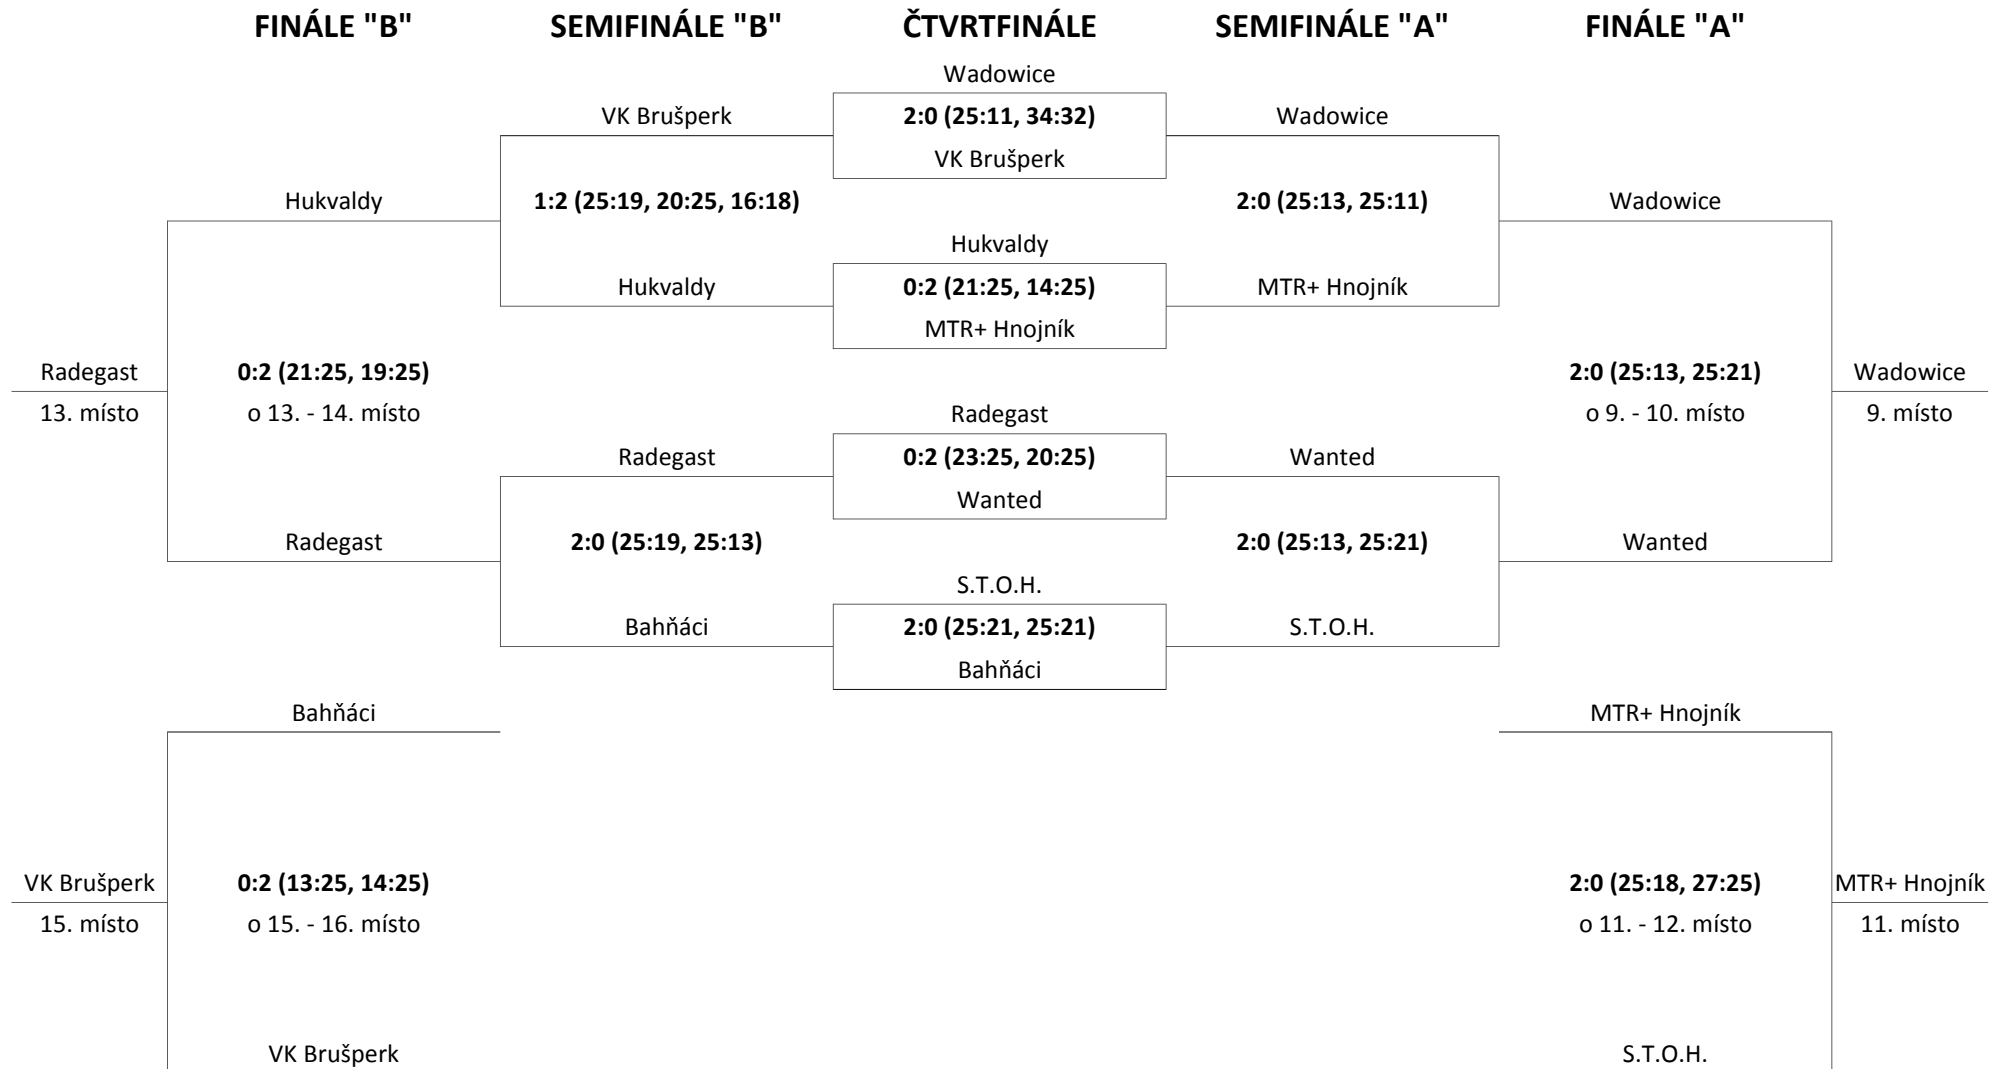 FINÁLE "B" SEMIFINÁLE "B" ČTVRTFINÁLE SEMIFINÁLE "A" FINÁLE "A"
Wadowice
VK Brušperk 2:0 (25:11, 34:32) Wadowice
VK Brušperk
Hukvaldy 1:2 (25:19, 20:25, 16:18) 2:0 (25:13, 25:11) Wadowice
Hukvaldy
Hukvaldy 0:2 (21:25, 14:25) MTR+ Hnojník
MTR+ Hnojník
Radegast 0:2 (21:25, 19:25) 2:0 (25:13, 25:21) Wadowice
13. místo o 13. - 14. místo Radegast o 9. - 10. místo 9. místo
Radegast 0:2 (23:25, 20:25) Wanted
Wanted
Radegast 2:0 (25:19, 25:13) 2:0 (25:13, 25:21) Wanted
S.T.O.H.
Bahňáci 2:0 (25:21, 25:21) S.T.O.H.
Bahňáci
Bahňáci MTR+ Hnojník
VK Brušperk 0:2 (13:25, 14:25) 2:0 (25:18, 27:25) MTR+ Hnojník
15. místo o 15. - 16. místo o 11. - 12. místo 11. místo
VK Brušperk S.T.O.H.